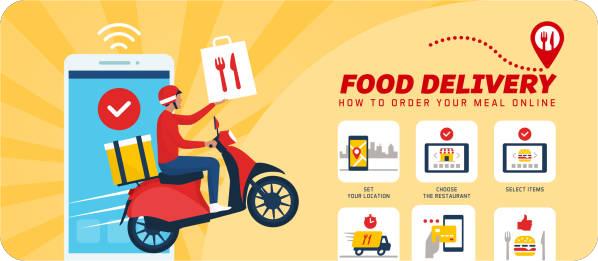 FOOD DELIVERY
HOW TO ORDER YOUR MEAL ONLINE
SET
YOUR LOCATION
CHOOSE
THE RESTAURANT
SELECT ITEMS